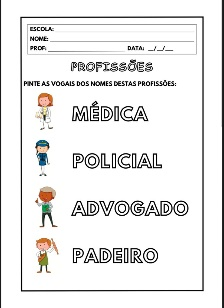 ESCOLA:
NOME:
PROF: DATA: __/__/__
PROFISSÕES
PINTE AS VOGAIS DOS NOMES DESTAS PROFISSÕES:
MÉDICA
POLICIAL
ADVOGADO
PADEIRO